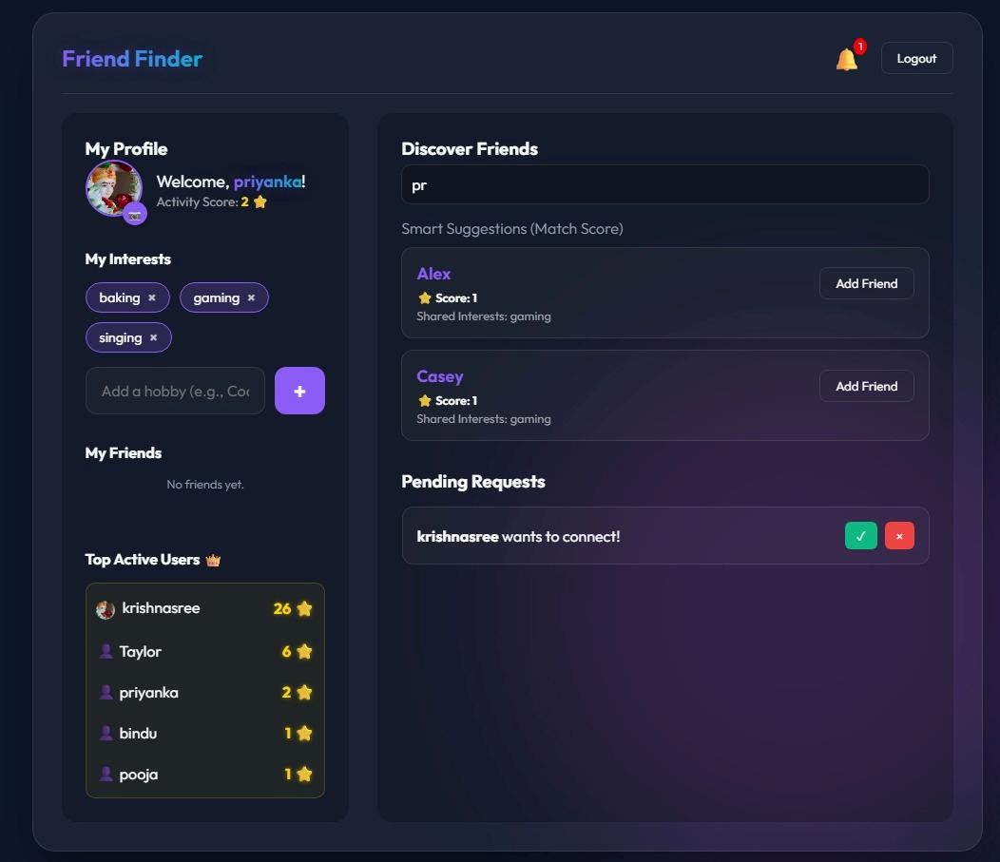 Friend Finder
1
Logout
My Profile
Welcome, priyanka!
Activity Score: 2
My Interests
baking ×
gaming ×
singing ×
Add a hobby (e.g., Co
+
My Friends
No friends yet.
Top Active Users
krishnasree 26
Taylor 6
priyanka 2
bindu 1
pooja 1
Discover Friends
pr
Smart Suggestions (Match Score)
Alex
Score: 1
Shared Interests: gaming
Add Friend
Casey
Score: 1
Shared Interests: gaming
Add Friend
Pending Requests
krishnasree wants to connect!
✓ ×